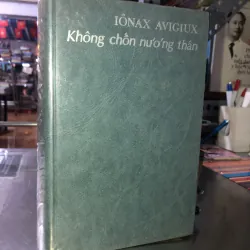 IÔNAX AVIGIUX
Không chốn nương thân